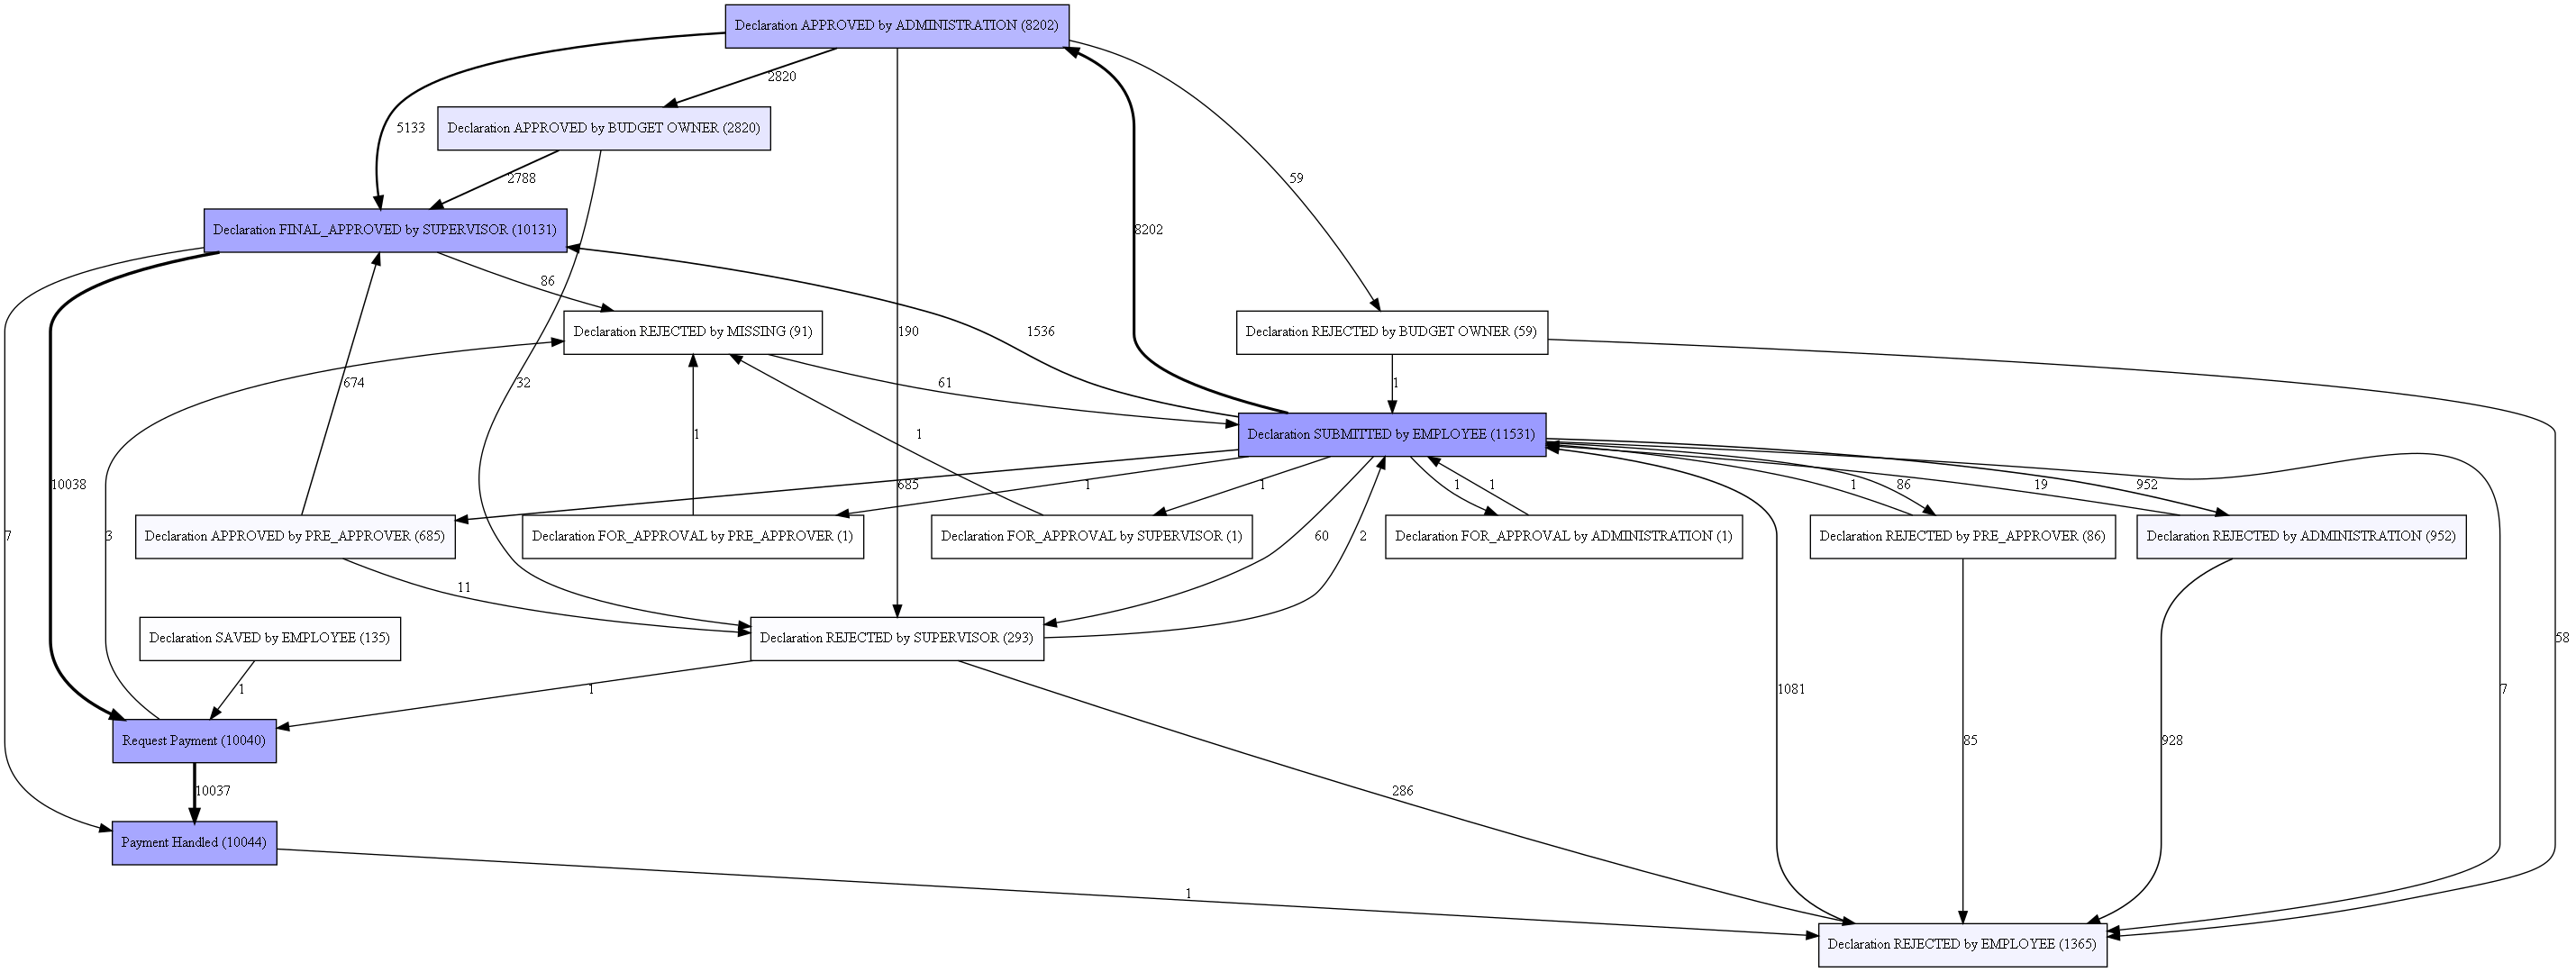 Declaration APPROVED by ADMINISTRATION (8202)
2820
5133
Declaration APPROVED by BUDGET OWNER (2820)
2788
59
Declaration FINAL_APPROVED by SUPERVISOR (10131)
8202
86
Declaration REJECTED by MISSING (91)
190
1536
Declaration REJECTED by BUDGET OWNER (59)
674
32
61
1
Declaration SUBMITTED by EMPLOYEE (11531)
1
1
10038
685
1
1
1
1
1
86
19
952
7
3
Declaration APPROVED by PRE_APPROVER (685)
Declaration FOR_APPROVAL by PRE_APPROVER (1)
Declaration FOR_APPROVAL by SUPERVISOR (1)
60
2
Declaration FOR_APPROVAL by ADMINISTRATION (1)
Declaration REJECTED by PRE_APPROVER (86)
Declaration REJECTED by ADMINISTRATION (952)
11
Declaration SAVED by EMPLOYEE (135)
Declaration REJECTED by SUPERVISOR (293)
58
1
1
1081
7
Request Payment (10040)
85
928
10037
286
Payment Handled (10044)
1
Declaration REJECTED by EMPLOYEE (1365)